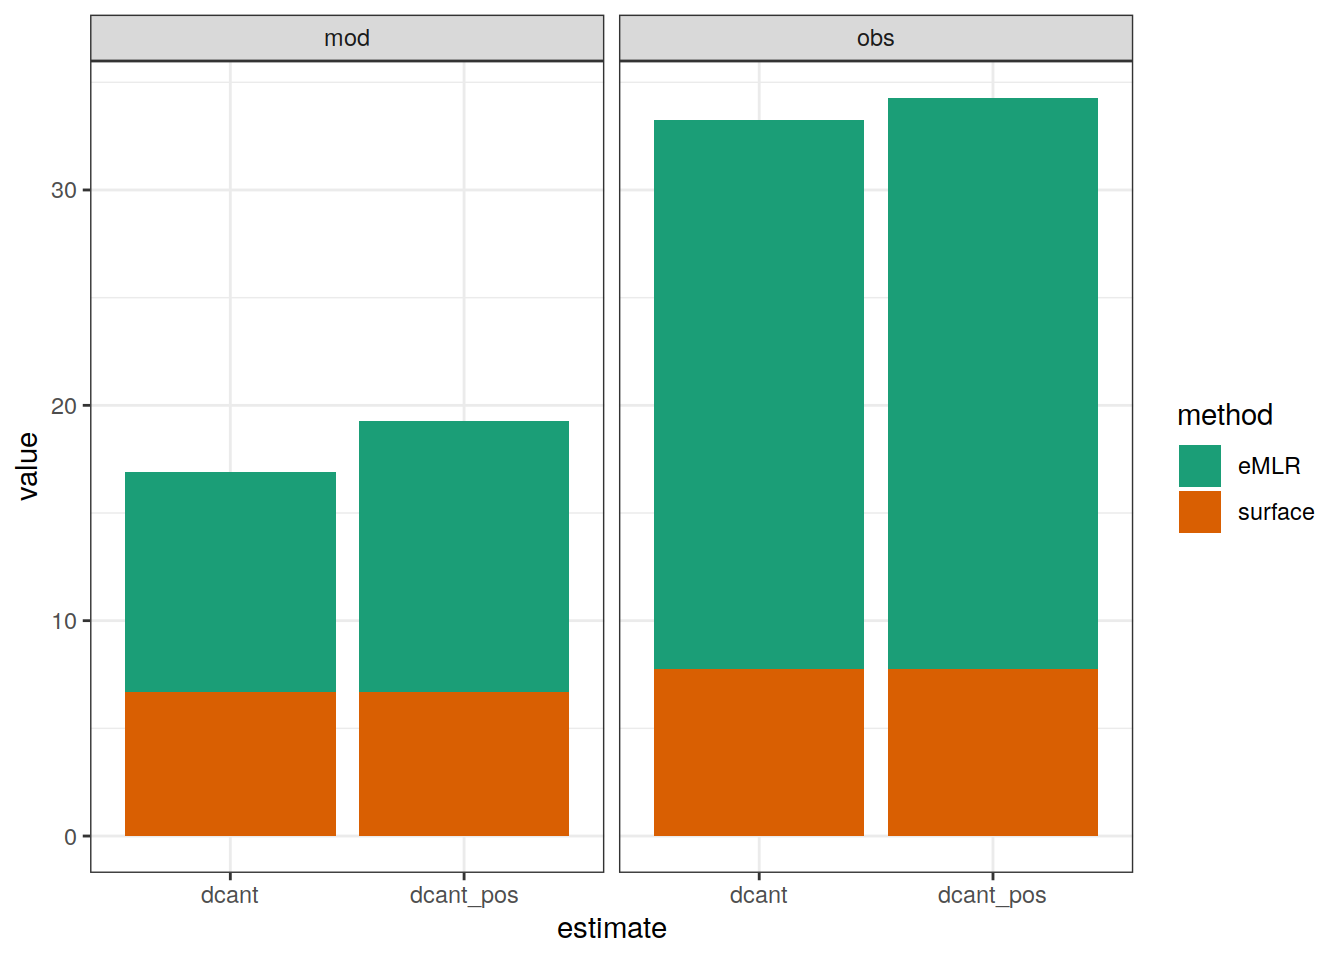 mod
obs
value
30
20
10
0
dcant
dcant_pos
dcant
dcant_pos
estimate
method
eMLR
surface